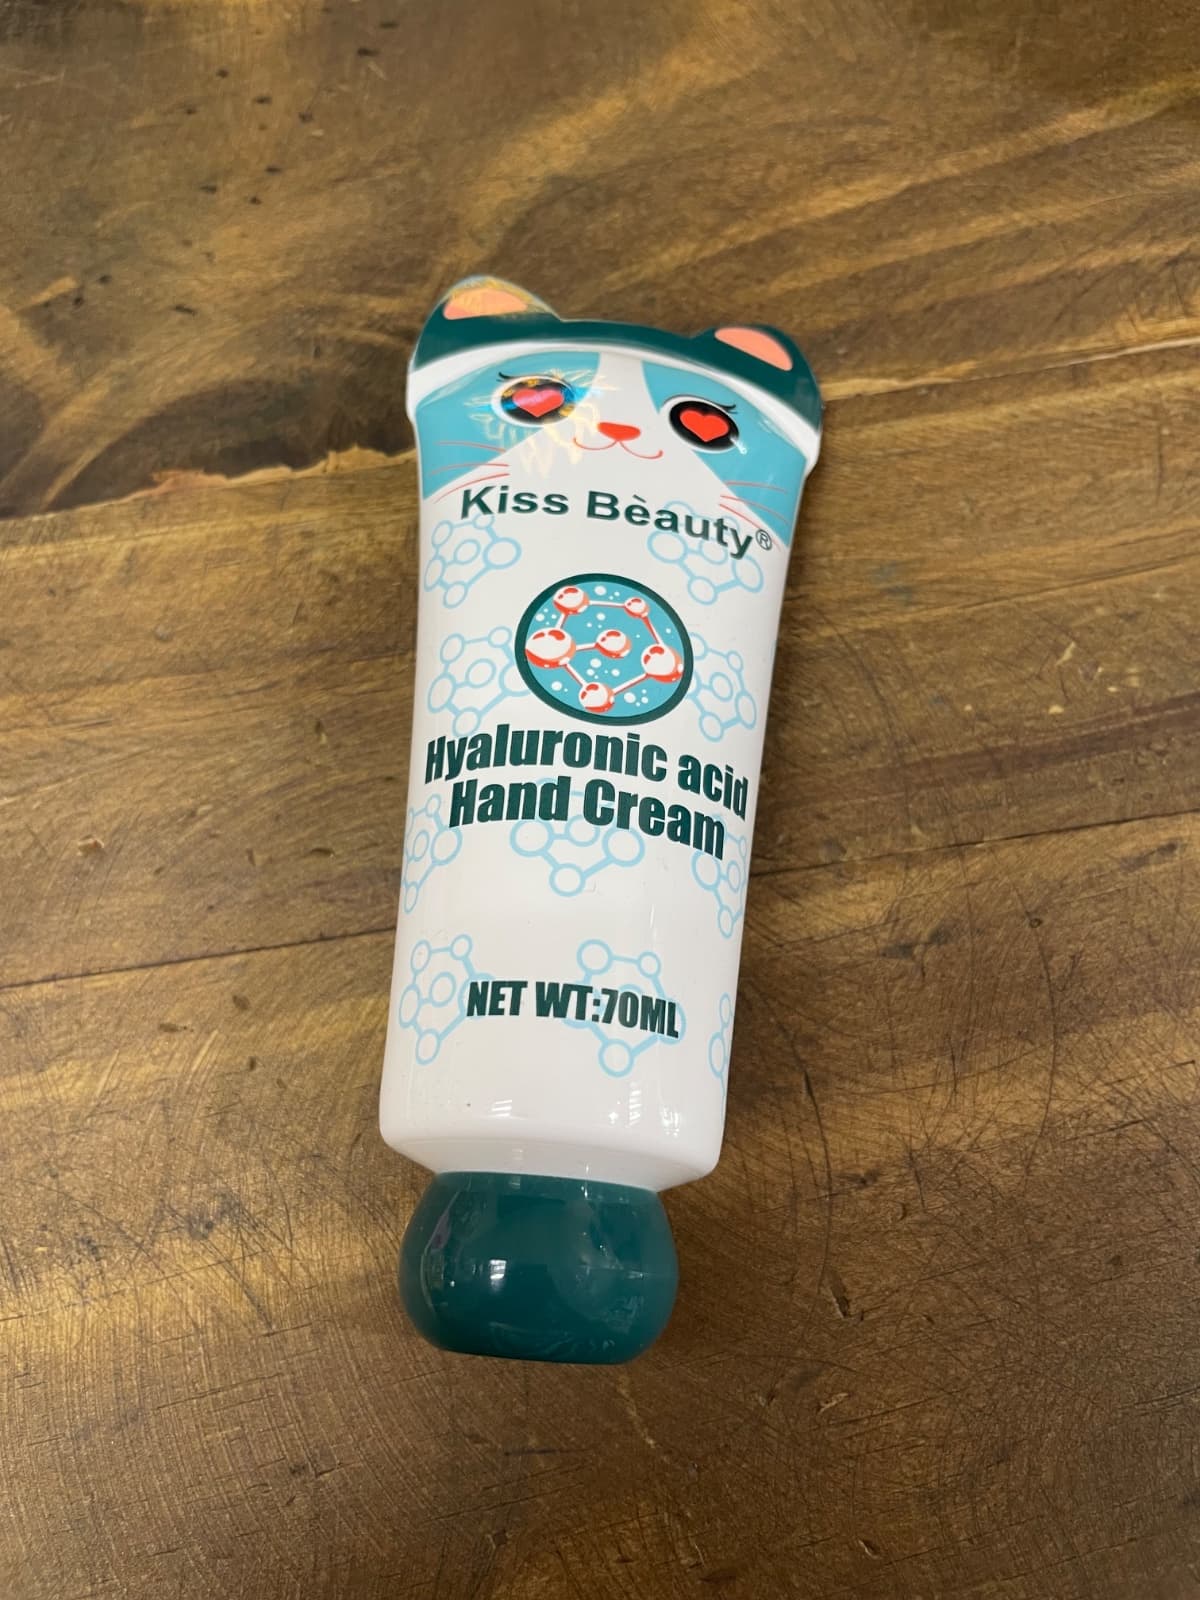 Kiss Bèauty®
Hyaluronic acid
Hand Cream
NET WT:70ML